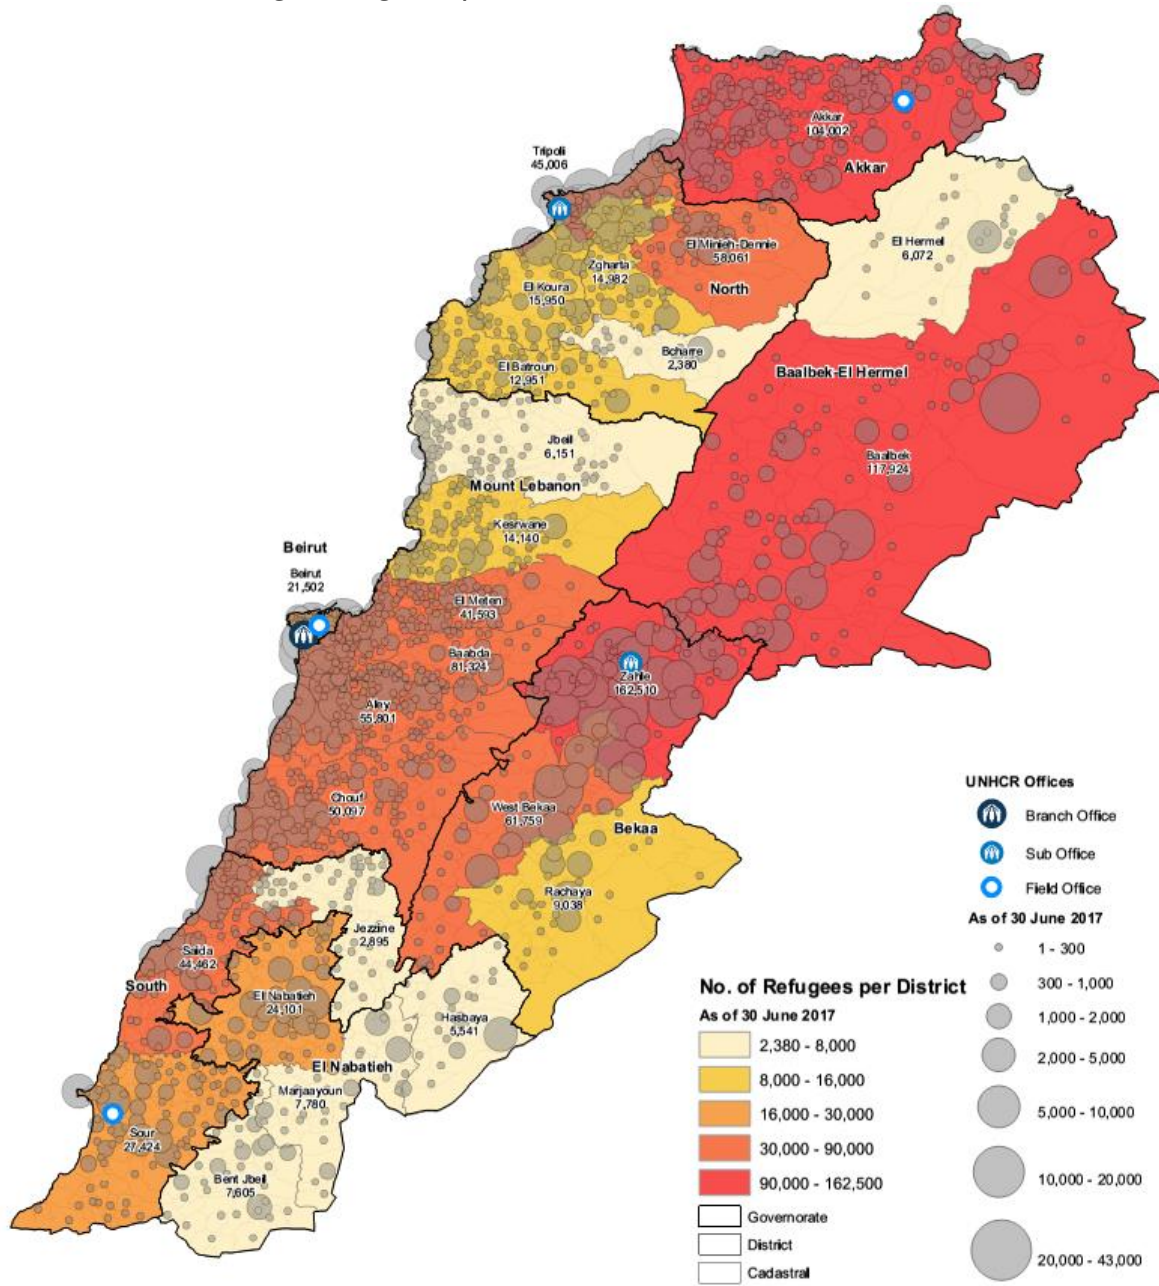 Akkar
104,002
Akkar
Tripoli
45,006
El Hermel
6,072
El Minieh-Dennie
58,061
Zgharta
14,982
El Koura
15,950
North
Bcharre
2,380
El Batroun
12,951
Baalbek-El Hermel
Jbeil
6,151
Baalbek
117,924
Mount Lebanon
Kesrwane
14,140
Beirut
Beirut
21,502
El Meten
41,593
Baabda
81,324
Zahle
162,510
Aley
55,801
Chouf
50,097
West Bekaa
61,759
Bekaa
Rachaya
9,038
Jezzine
2,895
Saida
44,462
South
El Nabatieh
24,101
Hasbaya
5,541
El Nabatieh
Marjaayoun
7,780
Sour
27,424
Bent Jbeil
7,605
UNHCR Offices
Branch Office
Sub Office
Field Office
As of 30 June 2017
1 - 300
300 - 1,000
1,000 - 2,000
2,000 - 5,000
5,000 - 10,000
10,000 - 20,000
20,000 - 43,000
No. of Refugees per District
As of 30 June 2017
2,380 - 8,000
8,000 - 16,000
16,000 - 30,000
30,000 - 90,000
90,000 - 162,500
Governorate
District
Cadastral